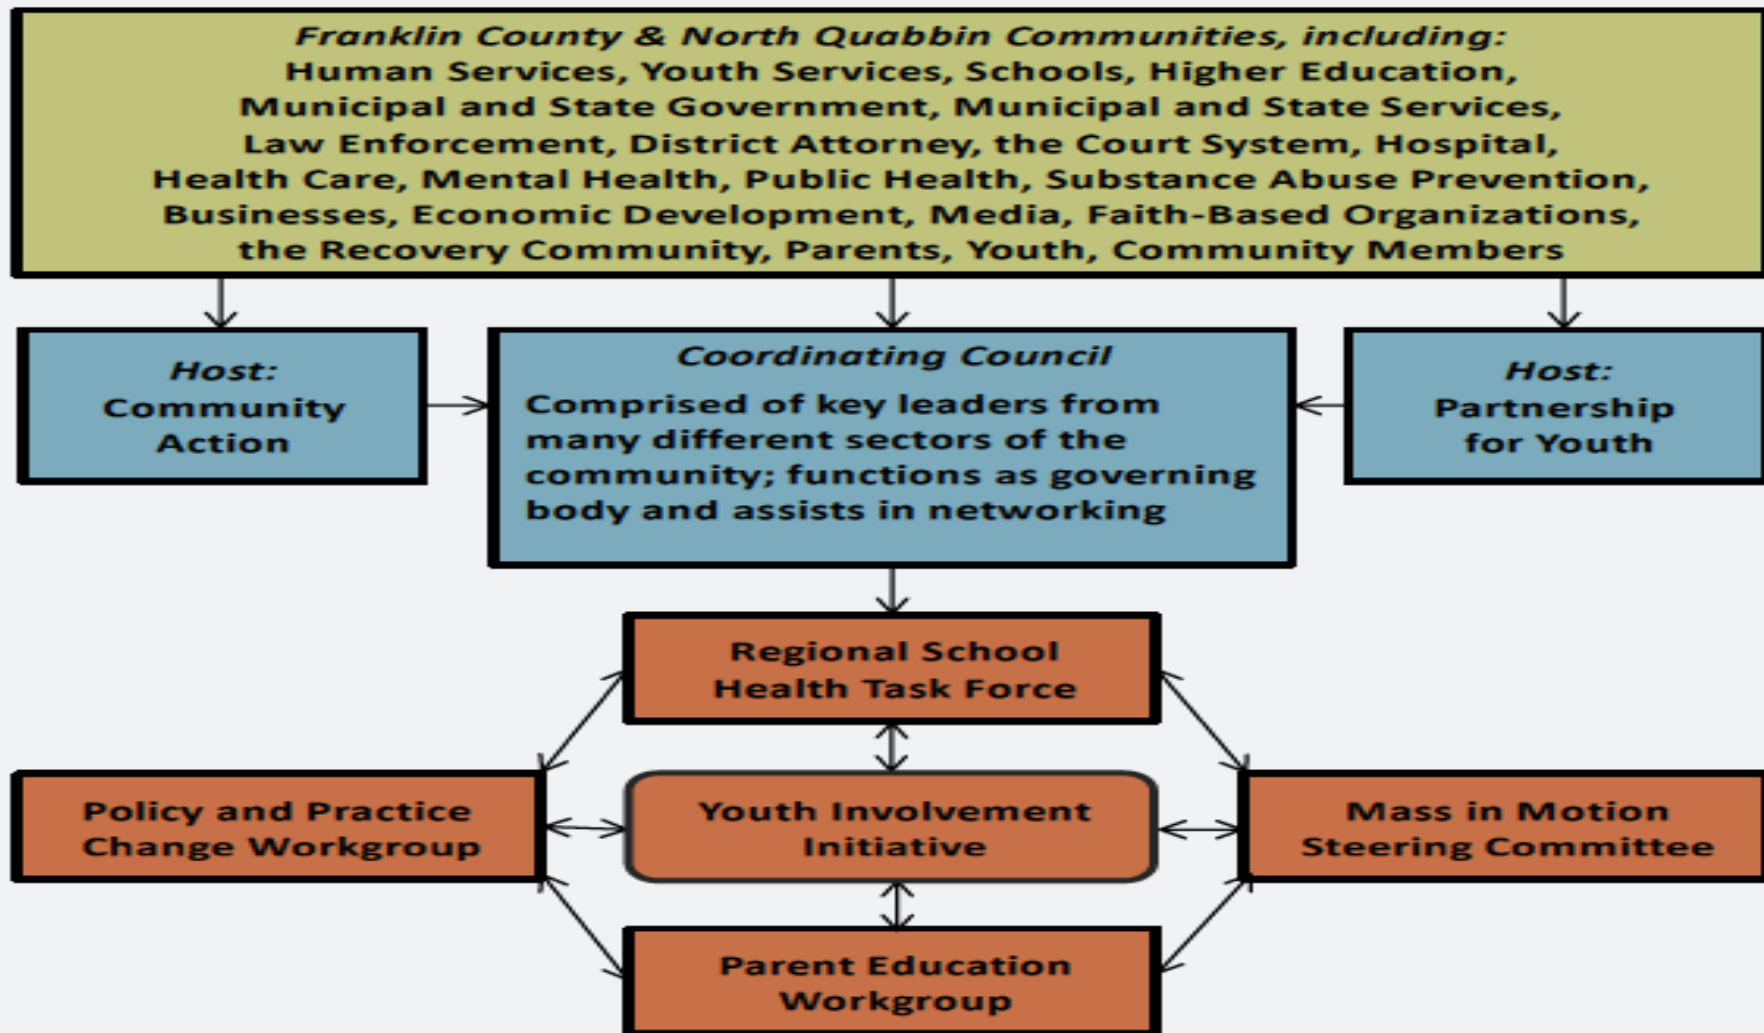 Franklin County & North Quabbin Communities, including:
Human Services, Youth Services, Schools, Higher Education,
Municipal and State Government, Municipal and State Services,
Law Enforcement, District Attorney, the Court System, Hospital,
Health Care, Mental Health, Public Health, Substance Abuse Prevention,
Businesses, Economic Development, Media, Faith-Based Organizations,
the Recovery Community, Parents, Youth, Community Members
Host:
Community
Action
Coordinating Council
Comprised of key leaders from
many different sectors of the
community; functions as governing
body and assists in networking
Host:
Partnership
for Youth
Regional School
Health Task Force
Policy and Practice
Change Workgroup
Youth Involvement
Initiative
Mass in Motion
Steering Committee
Parent Education
Workgroup